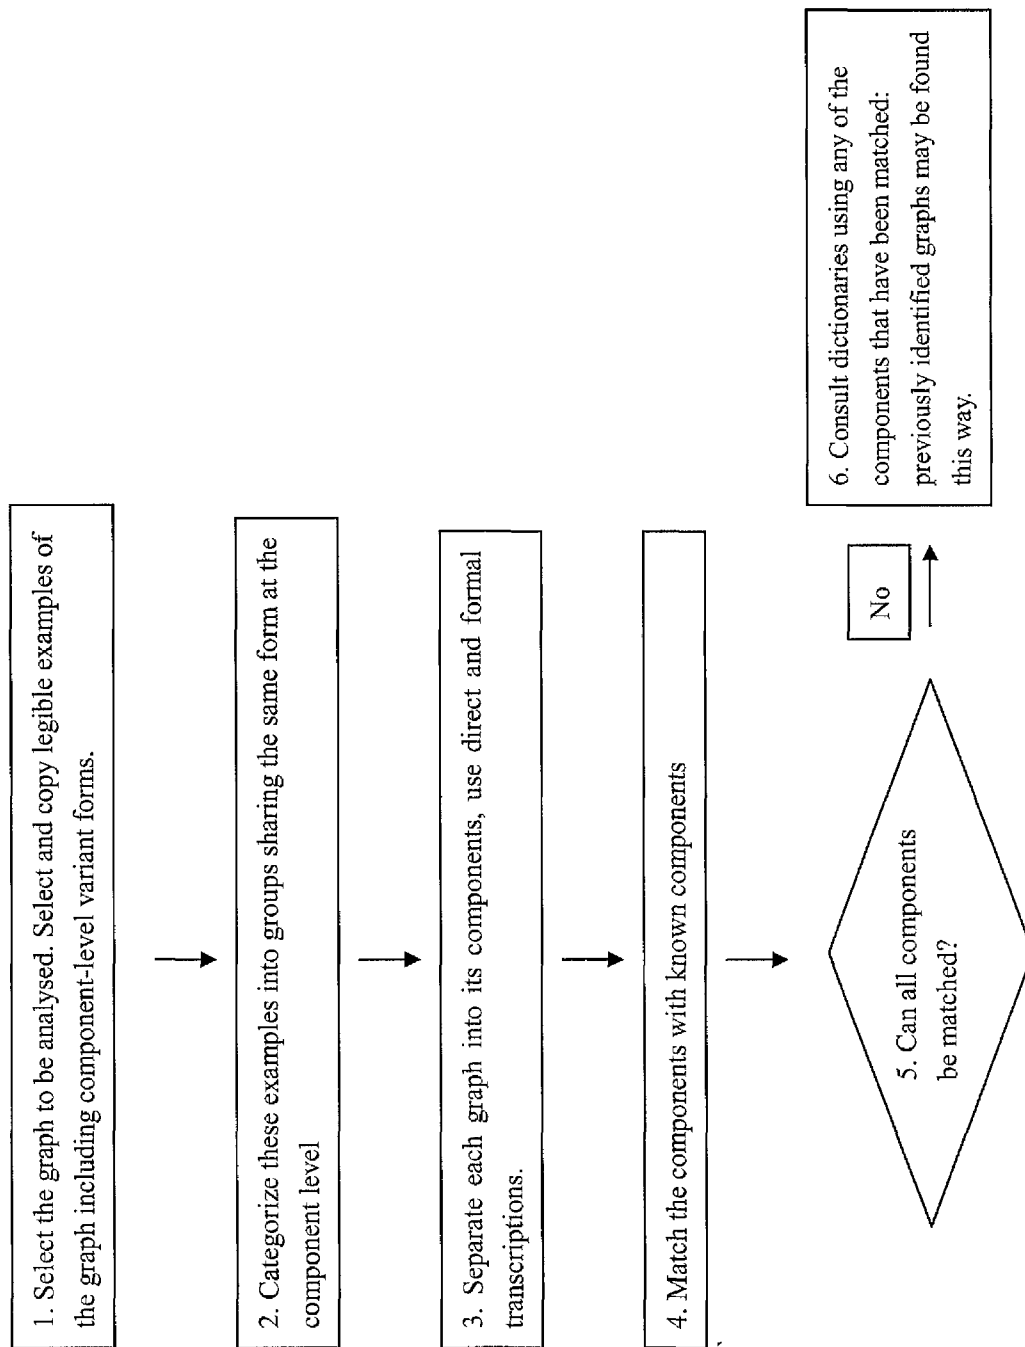 1. Select the graph to be analysed. Select and copy legible examples of
the graph including component-level variant forms.
2. Categorize these examples into groups sharing the same form at the
component level
3. Separate each graph into its components, use direct and formal
transcriptions.
4. Match the components with known components
5. Can all components
be matched?
No
6. Consult dictionaries using any of the
components that have been matched:
previously identified graphs may be found
this way.